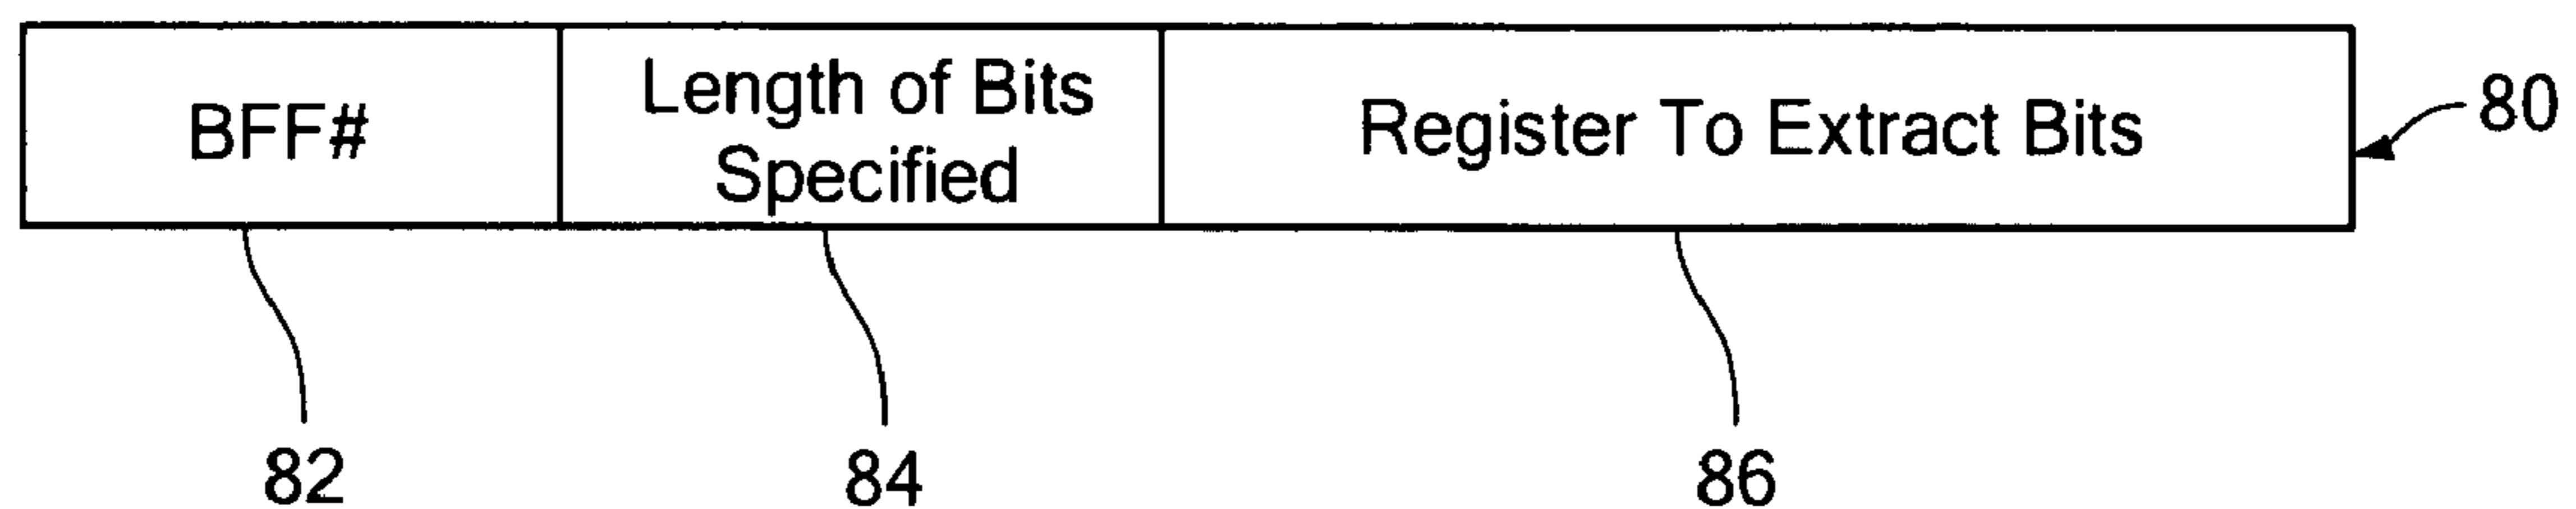 BFF#
Length of Bits
Specified
Register To Extract Bits
80
82
84
86